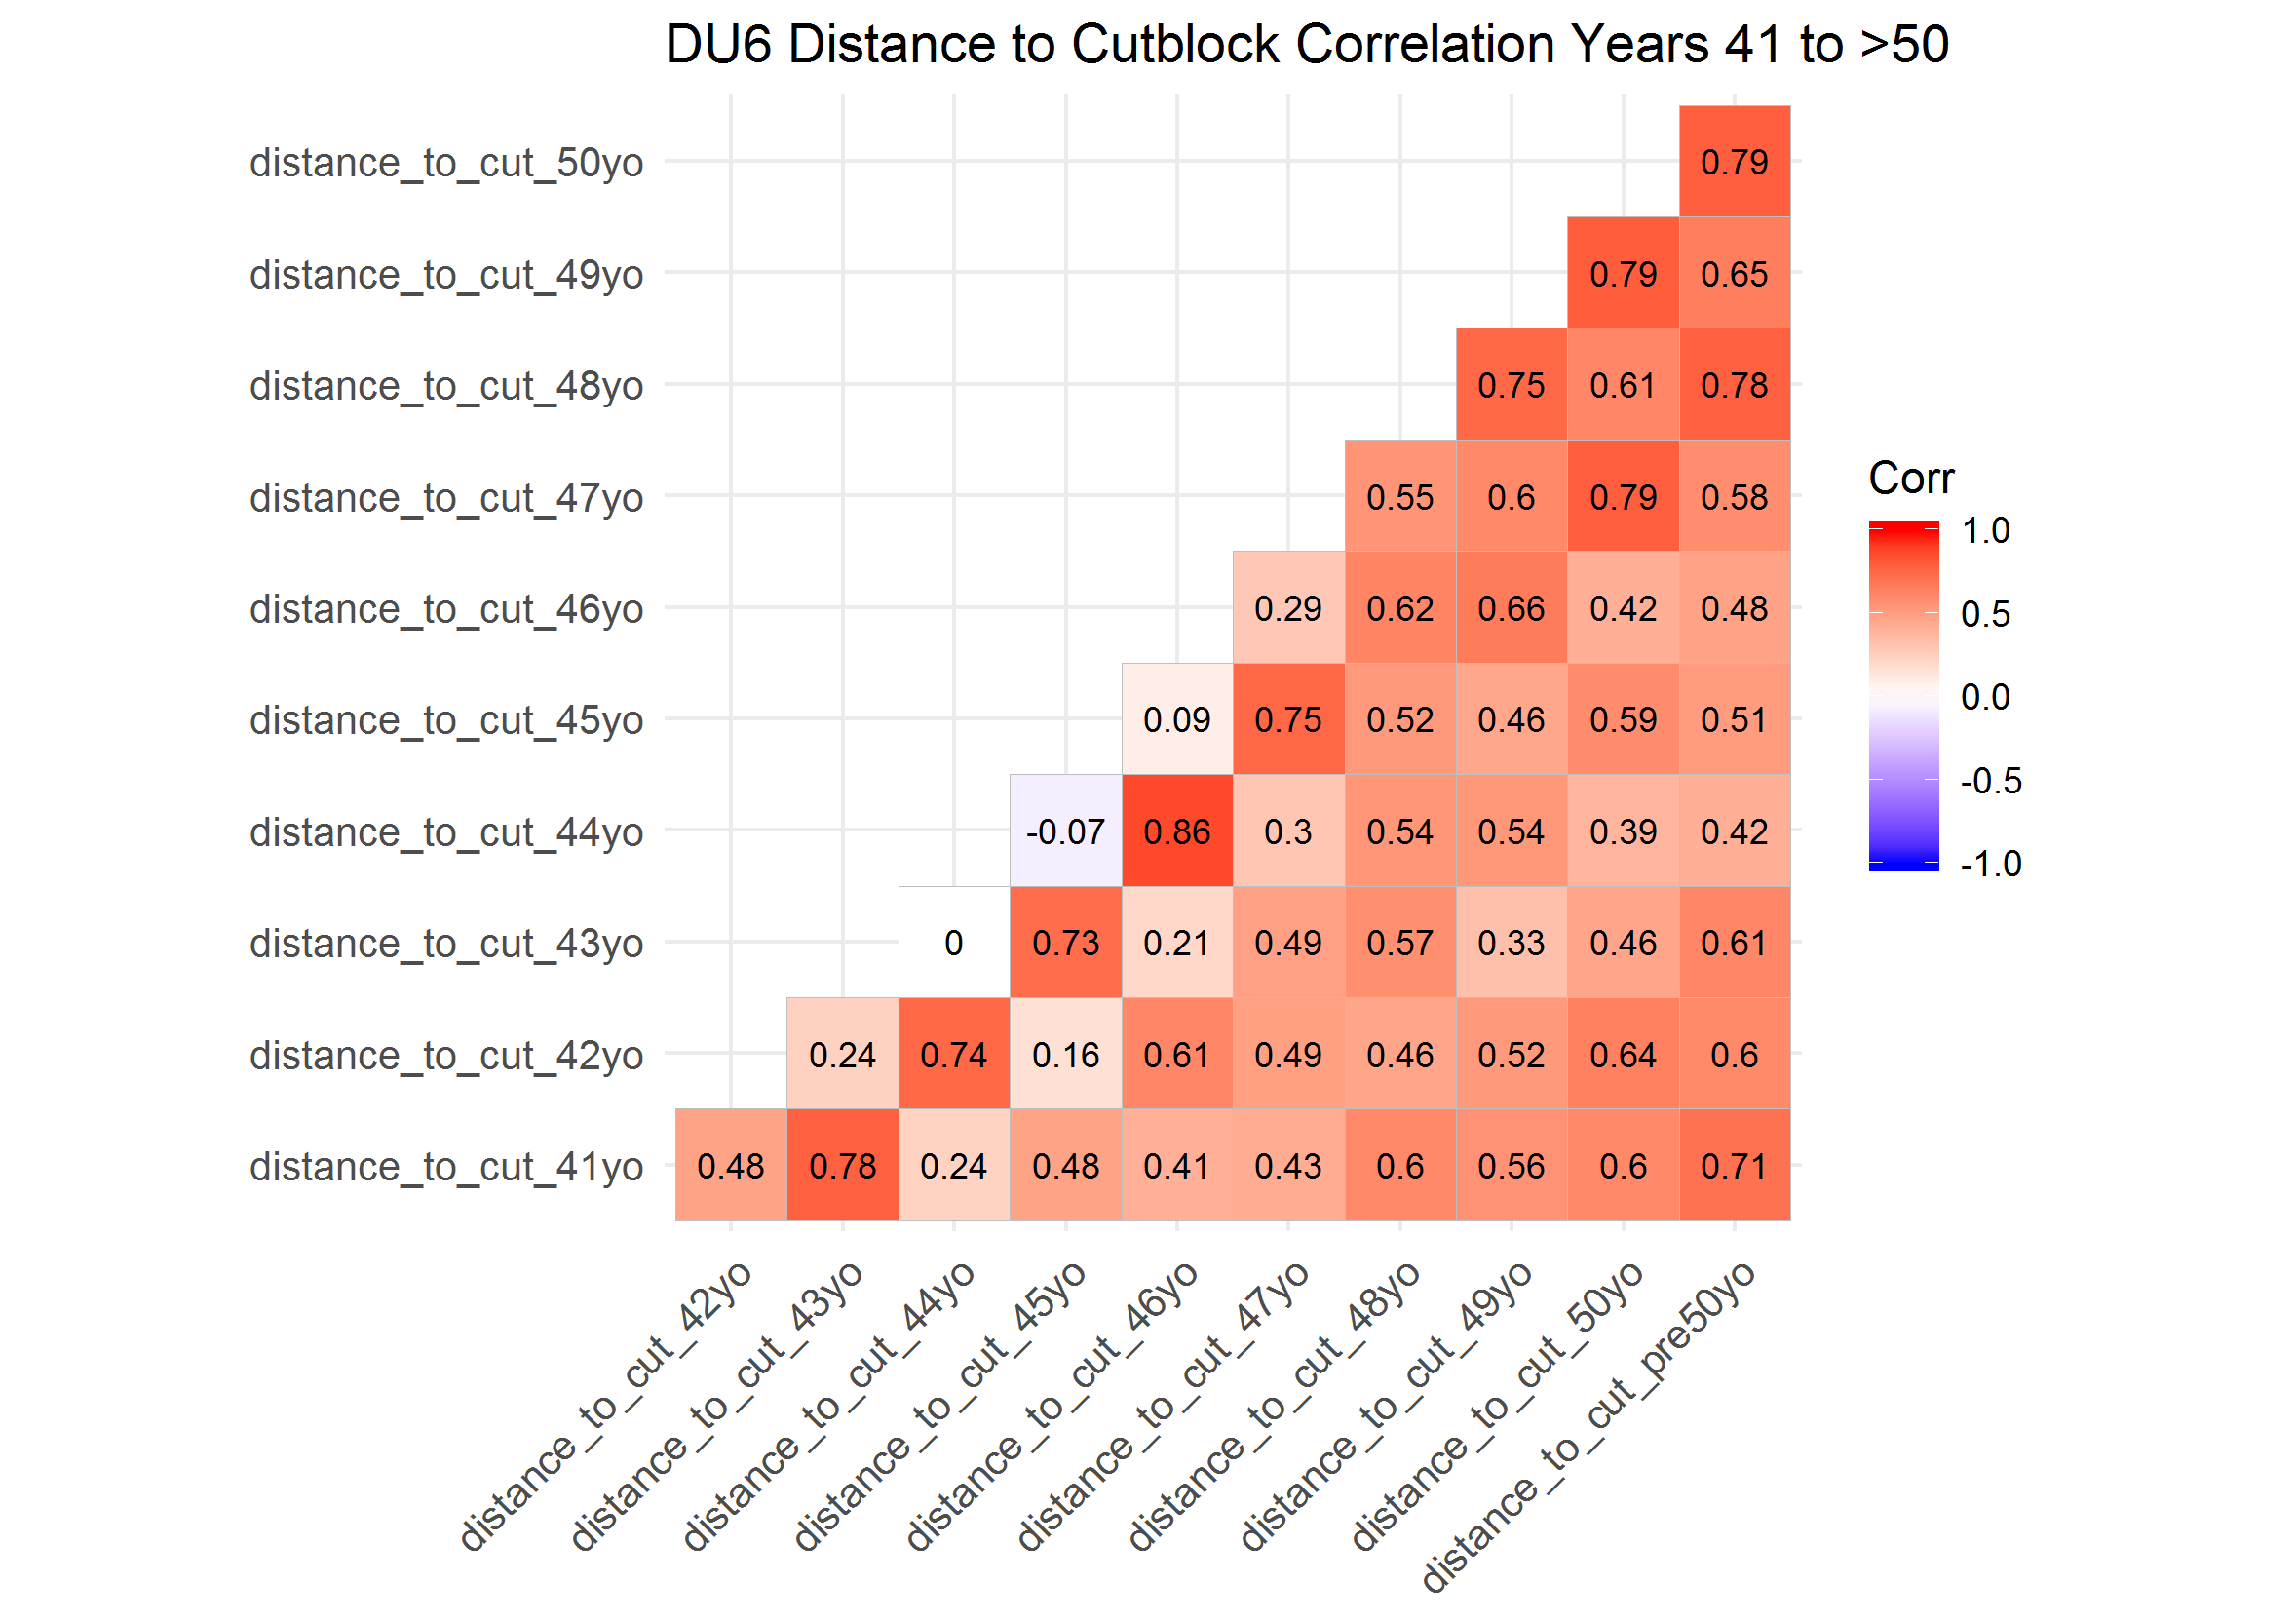 DU6 Distance to Cutblock Correlation Years 41 to >50
distance_to_cut_50yo 0.79
distance_to_cut_49yo 0.79 0.65
distance_to_cut_48yo 0.75 0.61 0.78
distance_to_cut_47yo 0.55 0.6 0.79 0.58
distance_to_cut_46yo 0.29 0.62 0.66 0.42 0.48
distance_to_cut_45yo 0.09 0.75 0.52 0.46 0.59 0.51
distance_to_cut_44yo -0.07 0.86 0.3 0.54 0.54 0.39 0.42
distance_to_cut_43yo 0 0.73 0.21 0.49 0.57 0.33 0.46 0.61
distance_to_cut_42yo 0.24 0.74 0.16 0.61 0.49 0.46 0.52 0.64 0.6
distance_to_cut_41yo 0.48 0.78 0.24 0.48 0.41 0.43 0.6 0.56 0.6 0.71
distance_to_cut_42yo
distance_to_cut_43yo
distance_to_cut_44yo
distance_to_cut_45yo
distance_to_cut_46yo
distance_to_cut_47yo
distance_to_cut_48yo
distance_to_cut_49yo
distance_to_cut_50yo
distance_to_cut_pre50yo
Corr
1.0
0.5
0.0
-0.5
-1.0